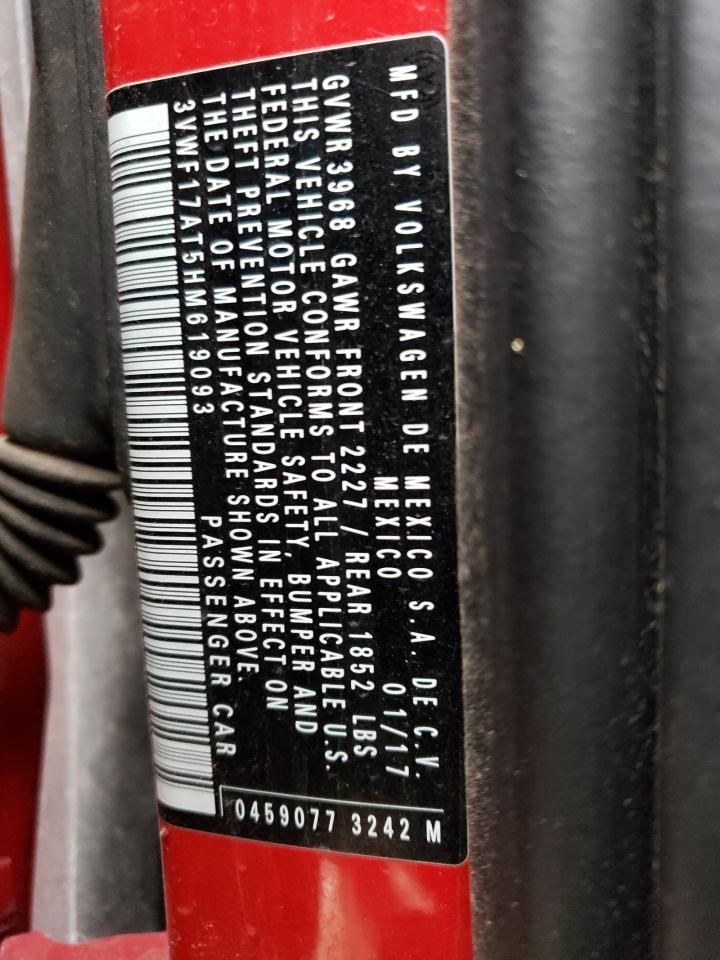 MFD BY VOLKSWAGEN DE MEXICO S.A. DE C.V.
MEXICO 01/17
GVWR 3968 GAWR FRONT 2227 / REAR 1852 LBS
THIS VEHICLE CONFORMS TO ALL APPLICABLE U.S.
FEDERAL MOTOR VEHICLE SAFETY, BUMPER AND
THEFT PREVENTION STANDARDS IN EFFECT ON
THE DATE OF MANUFACTURE SHOWN ABOVE.
3VWF17AT5HM619093 PASSENGER CAR
0459077 3242 M